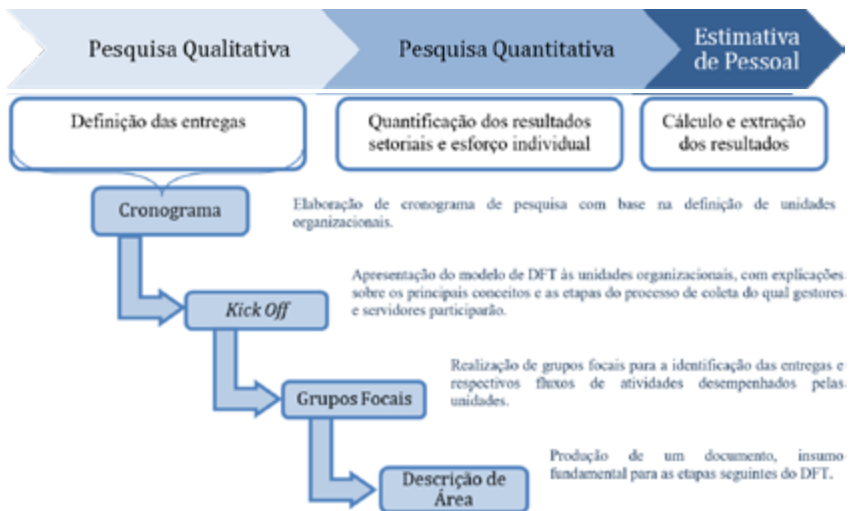 Pesquisa Qualitativa
Pesquisa Quantitativa
Estimativa
de Pessoal
Definição das entregas
Quantificação dos resultados
setoriais e esforço individual
Cálculo e extração
dos resultados
Cronograma
Elaboração de cronograma de pesquisa com base na definição de unidades
organizacionais.
Kick Off
Apresentação do modelo de DFT às unidades organizacionais, com explicações
sobre os principais conceitos e as etapas do processo de coleta do qual gestores
e servidores participarão.
Grupos Focais
Realização de grupos focais para a identificação das entregas e
respectivos fluxos de atividades desempenhados pelas
unidades.
Descrição de
Área
Produção de um documento, insumo
fundamental para as etapas seguintes do DFT.